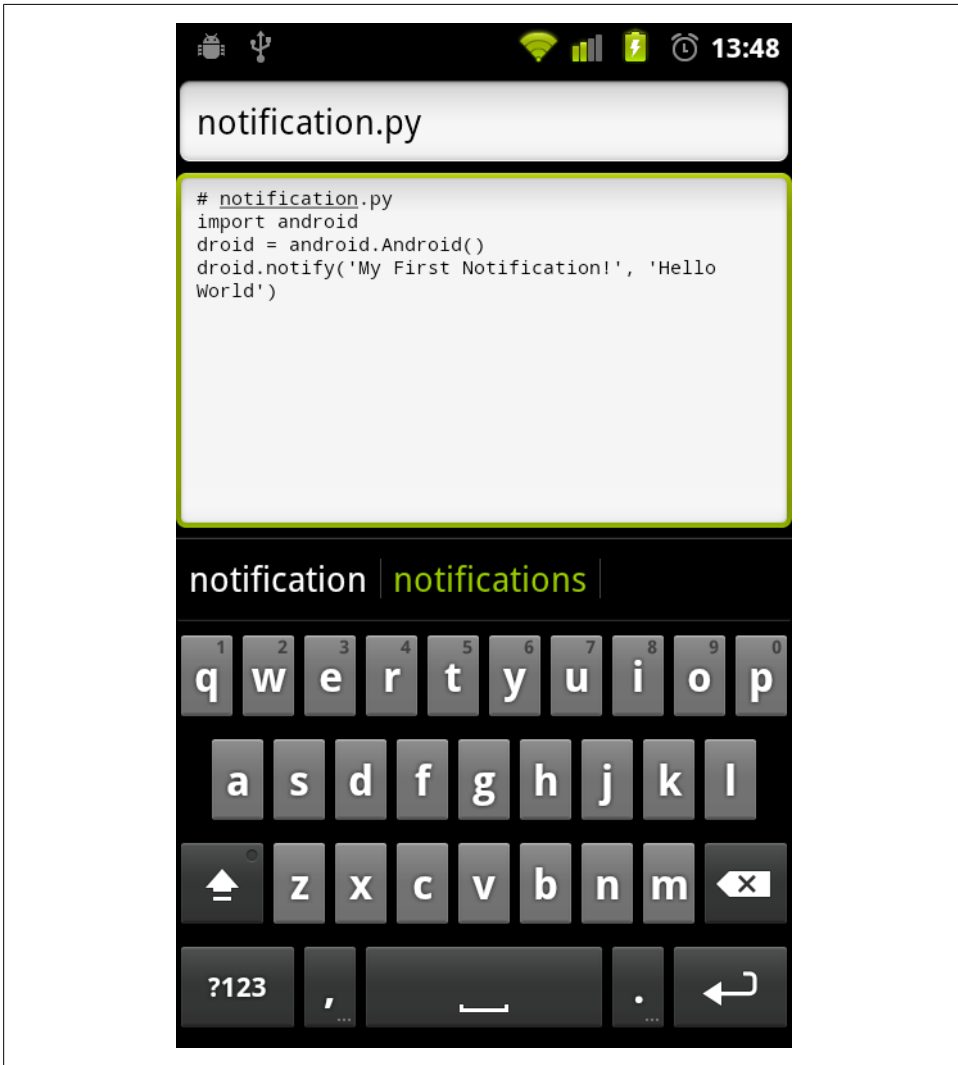 13:48
notification.py
# notification.py
import android
droid = android.Android()
droid.notify('My First Notification!', 'Hello
World')
notification notifications
1 2 3 4 5 6 7 8 9 0
q w e r t y u i o p
a s d f g h j k l
z x c v b n m
?123 , ... . ...